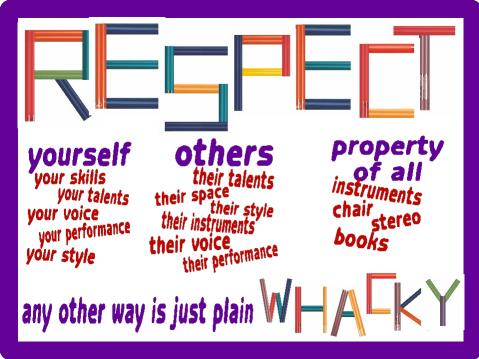 RESPECT
yourself
your skills
your talents
your voice
your performance
your style
others
their talents
their space
their style
their instruments
their voice
their performance
property
of all
instruments
chair
stereo
books
any other way is just plain WHACKY